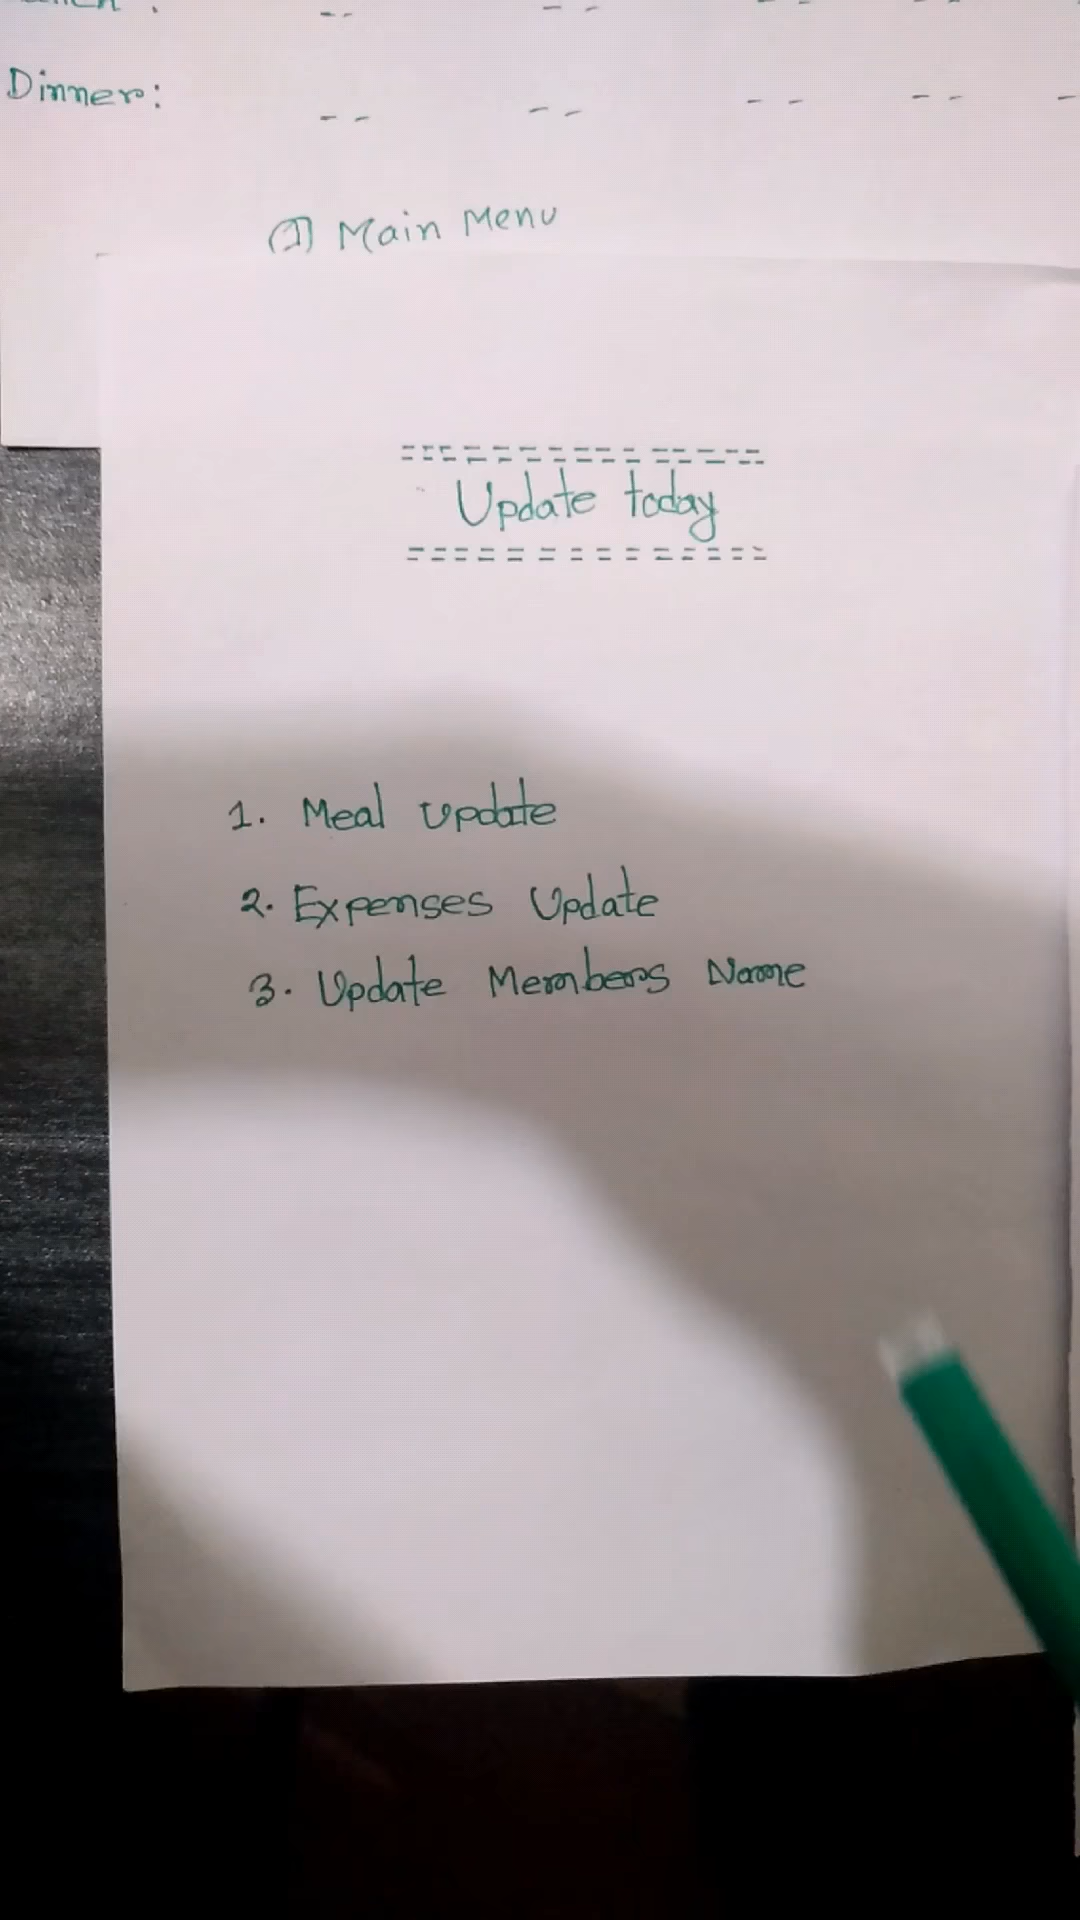 Dinner: -- -- -- -- -
(1) Main Menu
==============
Update today
==============
1. Meal Update
2. Expenses Update
3. Update Members Name